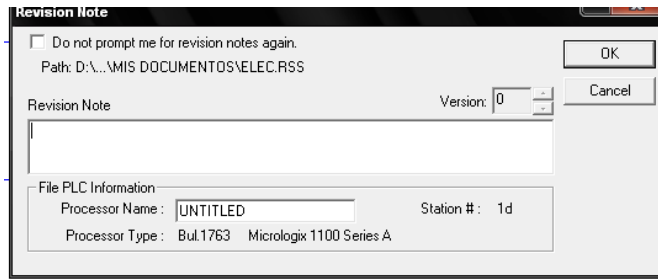 Revision Note
Do not prompt me for revision notes again.
OK
Path: D:\...\MIS DOCUMENTOS\ELEC.RSS
Cancel
Revision Note
Version: 0
File PLC Information
Processor Name : UNTITLED
Station # : 1d
Processor Type : Bul.1763 Micrologix 1100 Series A